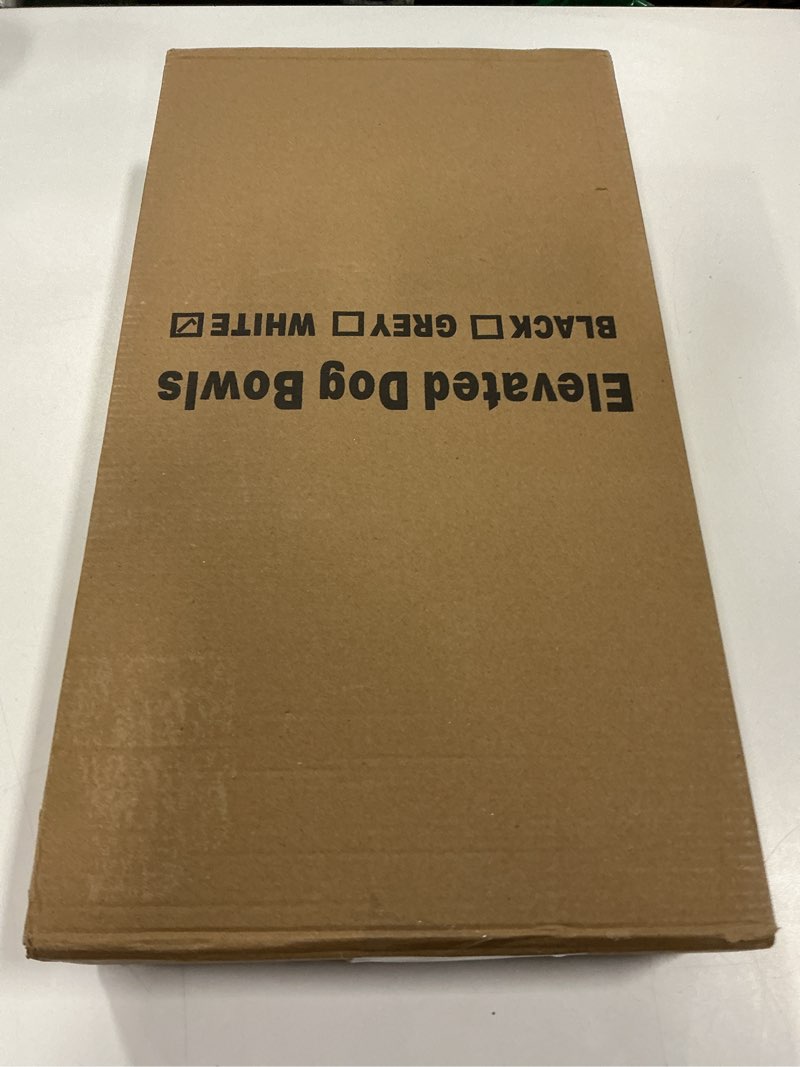 Elevated Dog Bowls
BLACK☐ GREY☐ WHITE☑